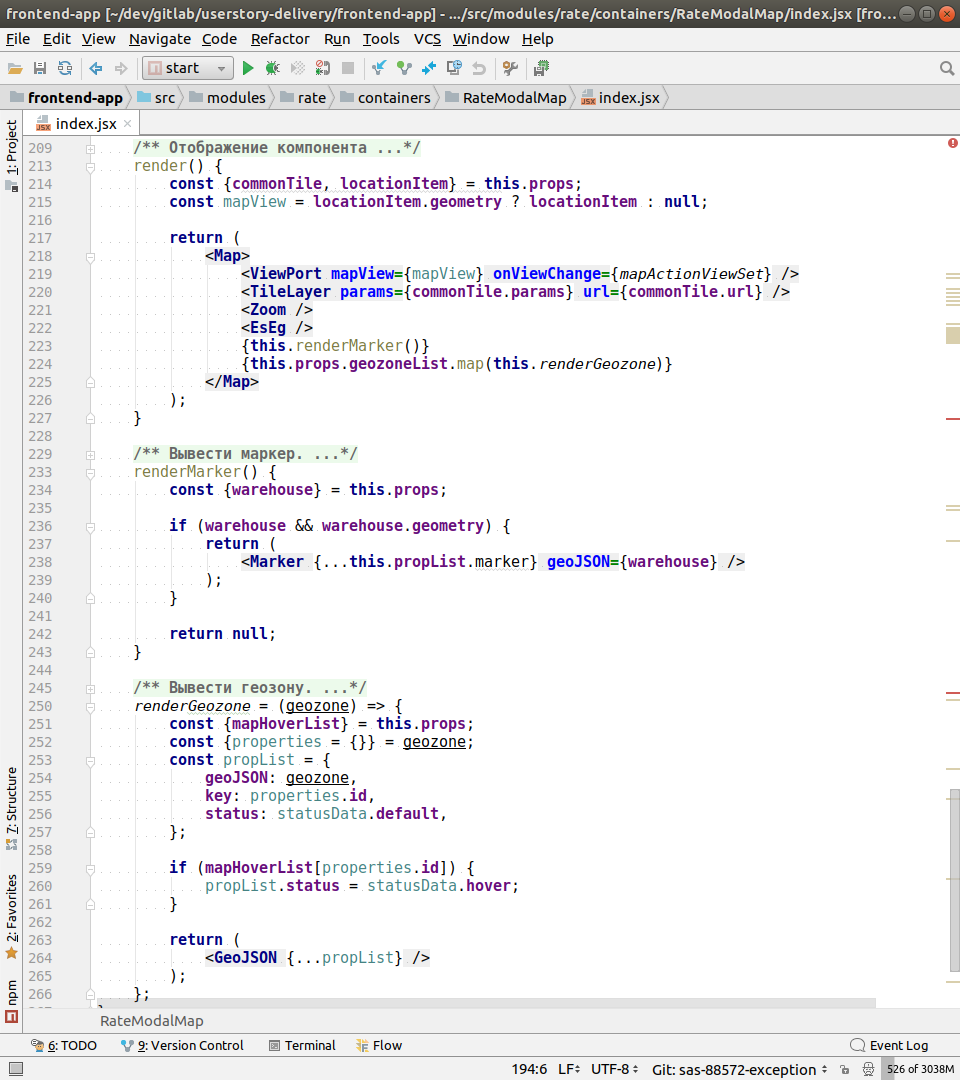 frontend-app [~/dev/gitlab/userstory-delivery/frontend-app] - .../src/modules/rate/containers/RateModalMap/index.jsx [fro...
File Edit View Navigate Code Refactor Run Tools VCS Window Help
start
frontend-app src modules rate containers RateModalMap index.jsx
index.jsx
1: Project
7: Structure
2: Favorites
npm
209 /** Отображение компонента ...*/
213 render() {
214 const {commonTile, locationItem} = this.props;
215 const mapView = locationItem.geometry ? locationItem : null;
216
217 return (
218 <Map>
219 <ViewPort mapView={mapView} onViewChange={mapActionViewSet} />
220 <TileLayer params={commonTile.params} url={commonTile.url} />
221 <Zoom />
222 <EsEg />
223 {this.renderMarker()}
224 {this.props.geozoneList.map(this.renderGeozone)}
225 </Map>
226 );
227 }
228
229 /** Вывести маркер. ...*/
233 renderMarker() {
234 const {warehouse} = this.props;
235
236 if (warehouse && warehouse.geometry) {
237 return (
238 <Marker {...this.propList.marker} geoJSON={warehouse} />
239 );
240 }
241
242 return null;
243 }
244
245 /** Вывести геозону. ...*/
250 renderGeozone = (geozone) => {
251 const {mapHoverList} = this.props;
252 const {properties = {}} = geozone;
253 const propList = {
254 geoJSON: geozone,
255 key: properties.id,
256 status: statusData.default,
257 };
258
259 if (mapHoverList[properties.id]) {
260 propList.status = statusData.hover;
261 }
262
263 return (
264 <GeoJSON {...propList} />
265 );
266 };
RateModalMap
6: TODO 9: Version Control Terminal Flow Event Log
194:6 LF UTF-8 Git: sas-88572-exception 526 of 3038M